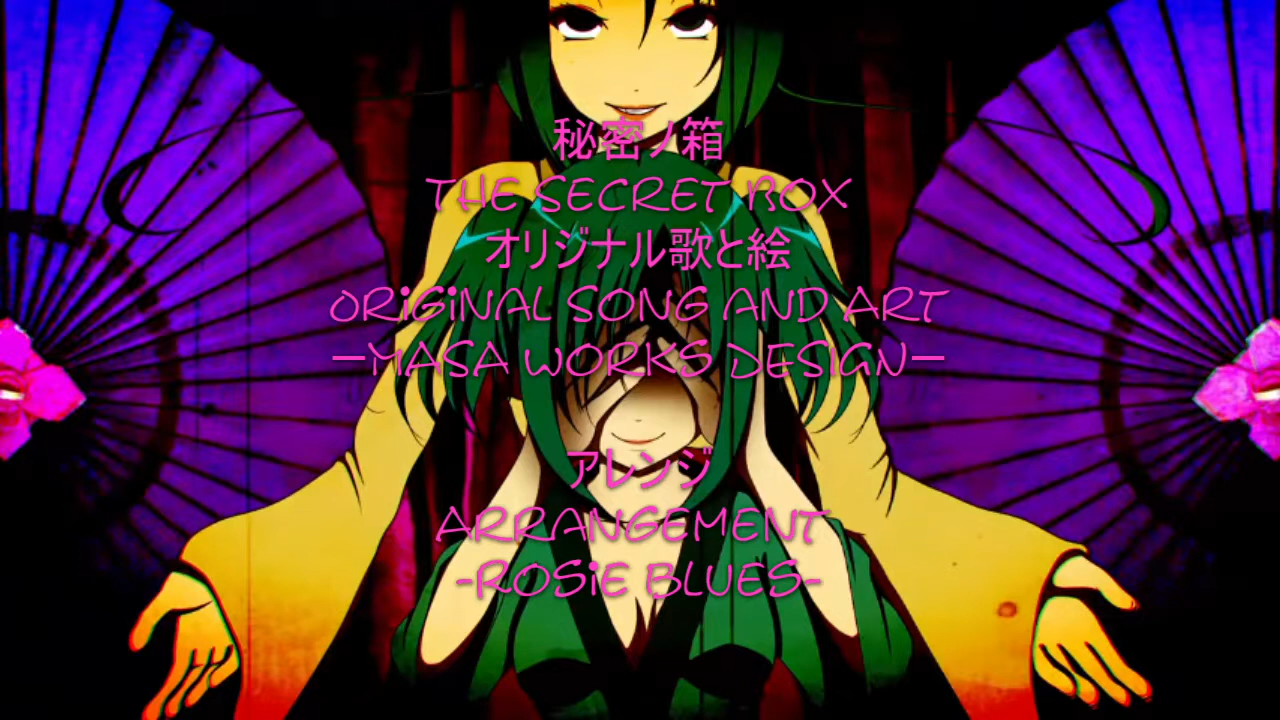 秘密ノ箱
THE SECRET BOX
オリジナル歌と絵
ORiGiNAL SONG AND ART
ーMASA WORKS DESIGNー
アレンジ
ARRANGEMENT
-ROSiE BLUES-